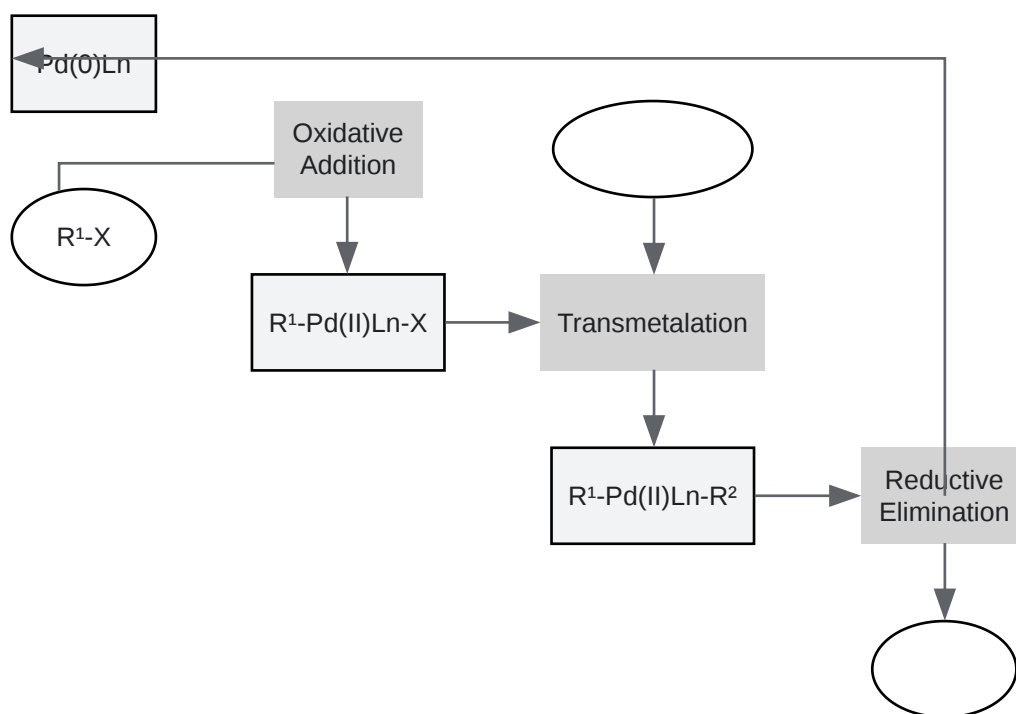 Pd(0)Ln
Oxidative
Addition
R¹-X
R¹-Pd(II)Ln-X
Transmetalation
R¹-Pd(II)Ln-R²
Reductive
Elimination